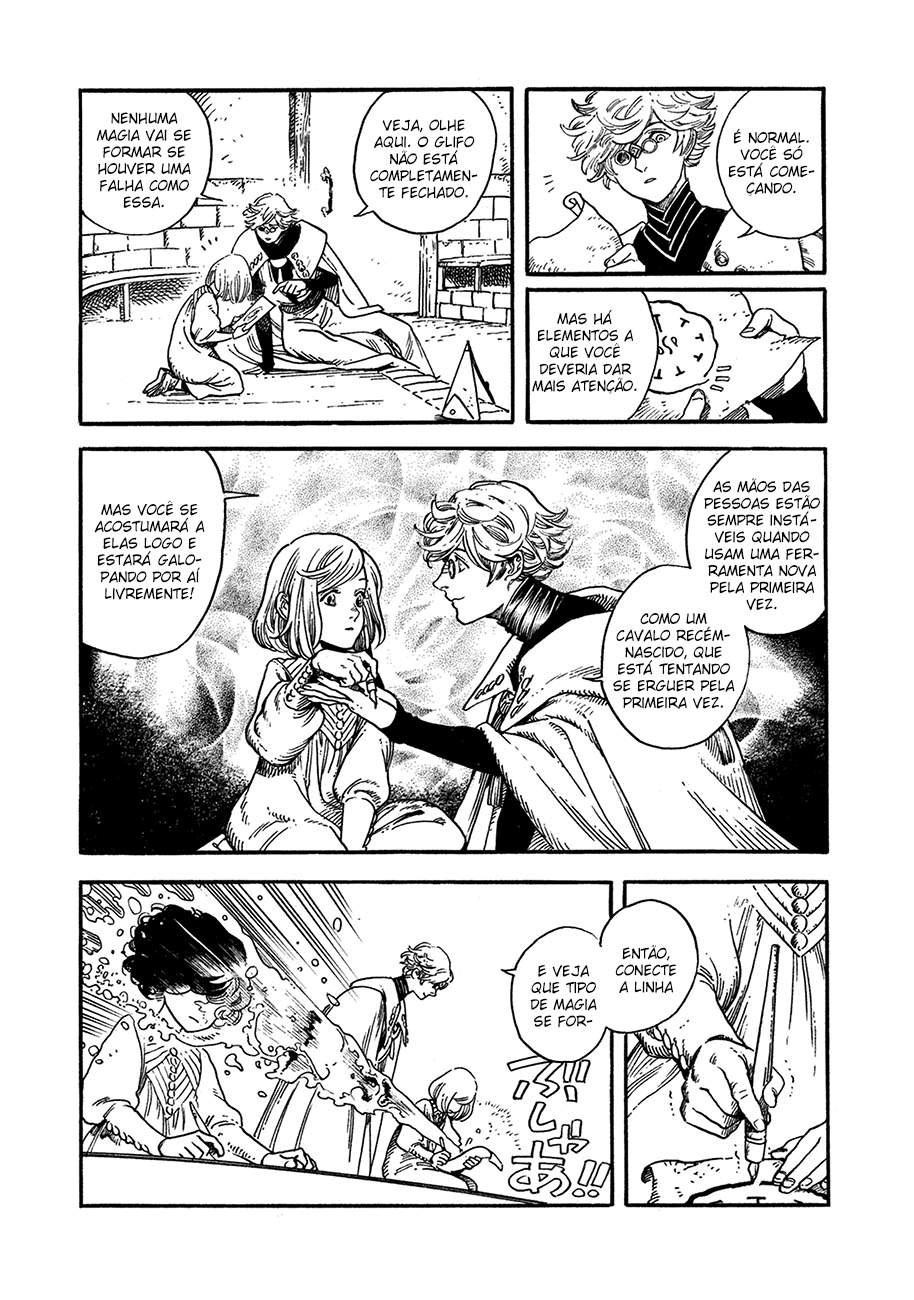 É NORMAL.
VOCÊ SÓ
ESTÁ COME-
ÇANDO.
MAS HÁ
ELEMENTOS A
QUE VOCÊ
DEVERIA DAR
MAIS ATENÇÃO.
VEJA, OLHE
AQUI. O GLIFO
NÃO ESTÁ
COMPLETAMEN-
TE FECHADO.
NENHUMA
MAGIA VAI SE
FORMAR SE
HOUVER UMA
FALHA COMO
ESSA.
AS MÃOS DAS
PESSOAS ESTÃO
SEMPRE INSTÁ-
VEIS QUANDO
USAM UMA FER-
RAMENTA NOVA
PELA PRIMEIRA
VEZ.
COMO UM
CAVALO RECÉM-
NASCIDO, QUE
ESTÁ TENTANDO
SE ERGUER PELA
PRIMEIRA VEZ.
MAS VOCÊ SE
ACOSTUMARÁ A
ELAS LOGO E
ESTARÁ GALO-
PANDO POR AÍ
LIVREMENTE!
ENTÃO,
CONECTE
A LINHA
E VEJA
QUE TIPO
DE MAGIA
SE FOR-
ぶしゃあ!!